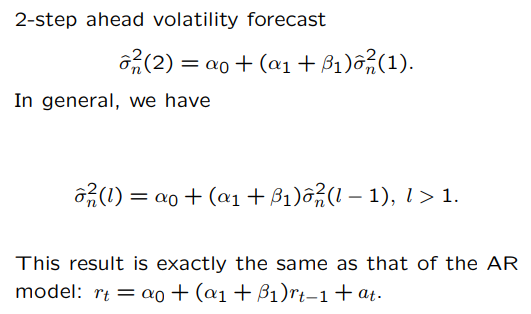 2-step ahead volatility forecast
σ̂²ₙ(2) = α₀ + (α₁ + β₁)σ̂²ₙ(1).
In general, we have
σ̂²ₙ(l) = α₀ + (α₁ + β₁)σ̂²ₙ(l − 1), l > 1.
This result is exactly the same as that of the AR
model: rₜ = α₀ + (α₁ + β₁)rₜ₋₁ + aₜ.